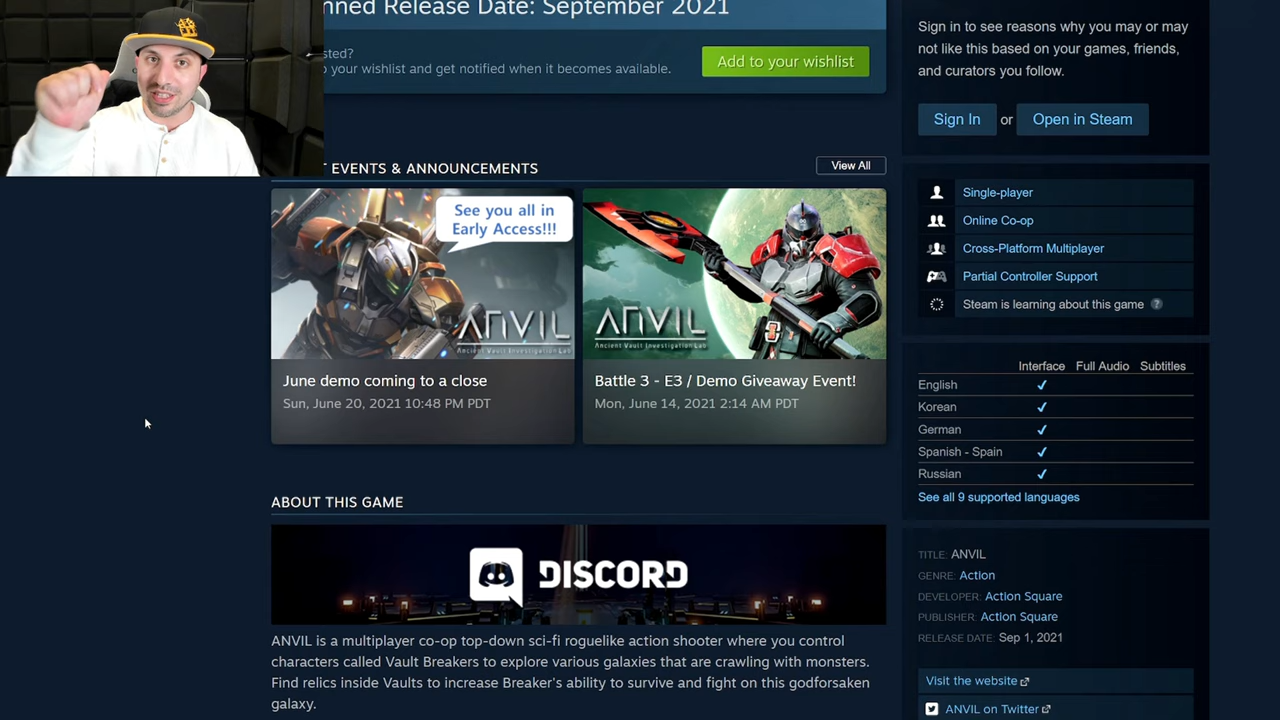 nned Release Date: September 2021
sted?
o your wishlist and get notified when it becomes available.
Add to your wishlist
T EVENTS & ANNOUNCEMENTS
View All
See you all in
Early Access!!!
ANVIL
Ancient Vault Investigation Lab
June demo coming to a close
Sun, June 20, 2021 10:48 PM PDT
ANVIL
Ancient Vault Investigation Lab
Battle 3 - E3 / Demo Giveaway Event!
Mon, June 14, 2021 2:14 AM PDT
ABOUT THIS GAME
DISCORD
ANVIL is a multiplayer co-op top-down sci-fi roguelike action shooter where you control
characters called Vault Breakers to explore various galaxies that are crawling with monsters.
Find relics inside Vaults to increase Breaker's ability to survive and fight on this godforsaken
galaxy.
Sign in to see reasons why you may or may
not like this based on your games, friends,
and curators you follow.
Sign In or Open in Steam
Single-player
Online Co-op
Cross-Platform Multiplayer
Partial Controller Support
Steam is learning about this game ?
Interface Full Audio Subtitles
English ✔
Korean ✔
German ✔
Spanish - Spain ✔
Russian ✔
See all 9 supported languages
TITLE: ANVIL
GENRE: Action
DEVELOPER: Action Square
PUBLISHER: Action Square
RELEASE DATE: Sep 1, 2021
Visit the website
ANVIL on Twitter